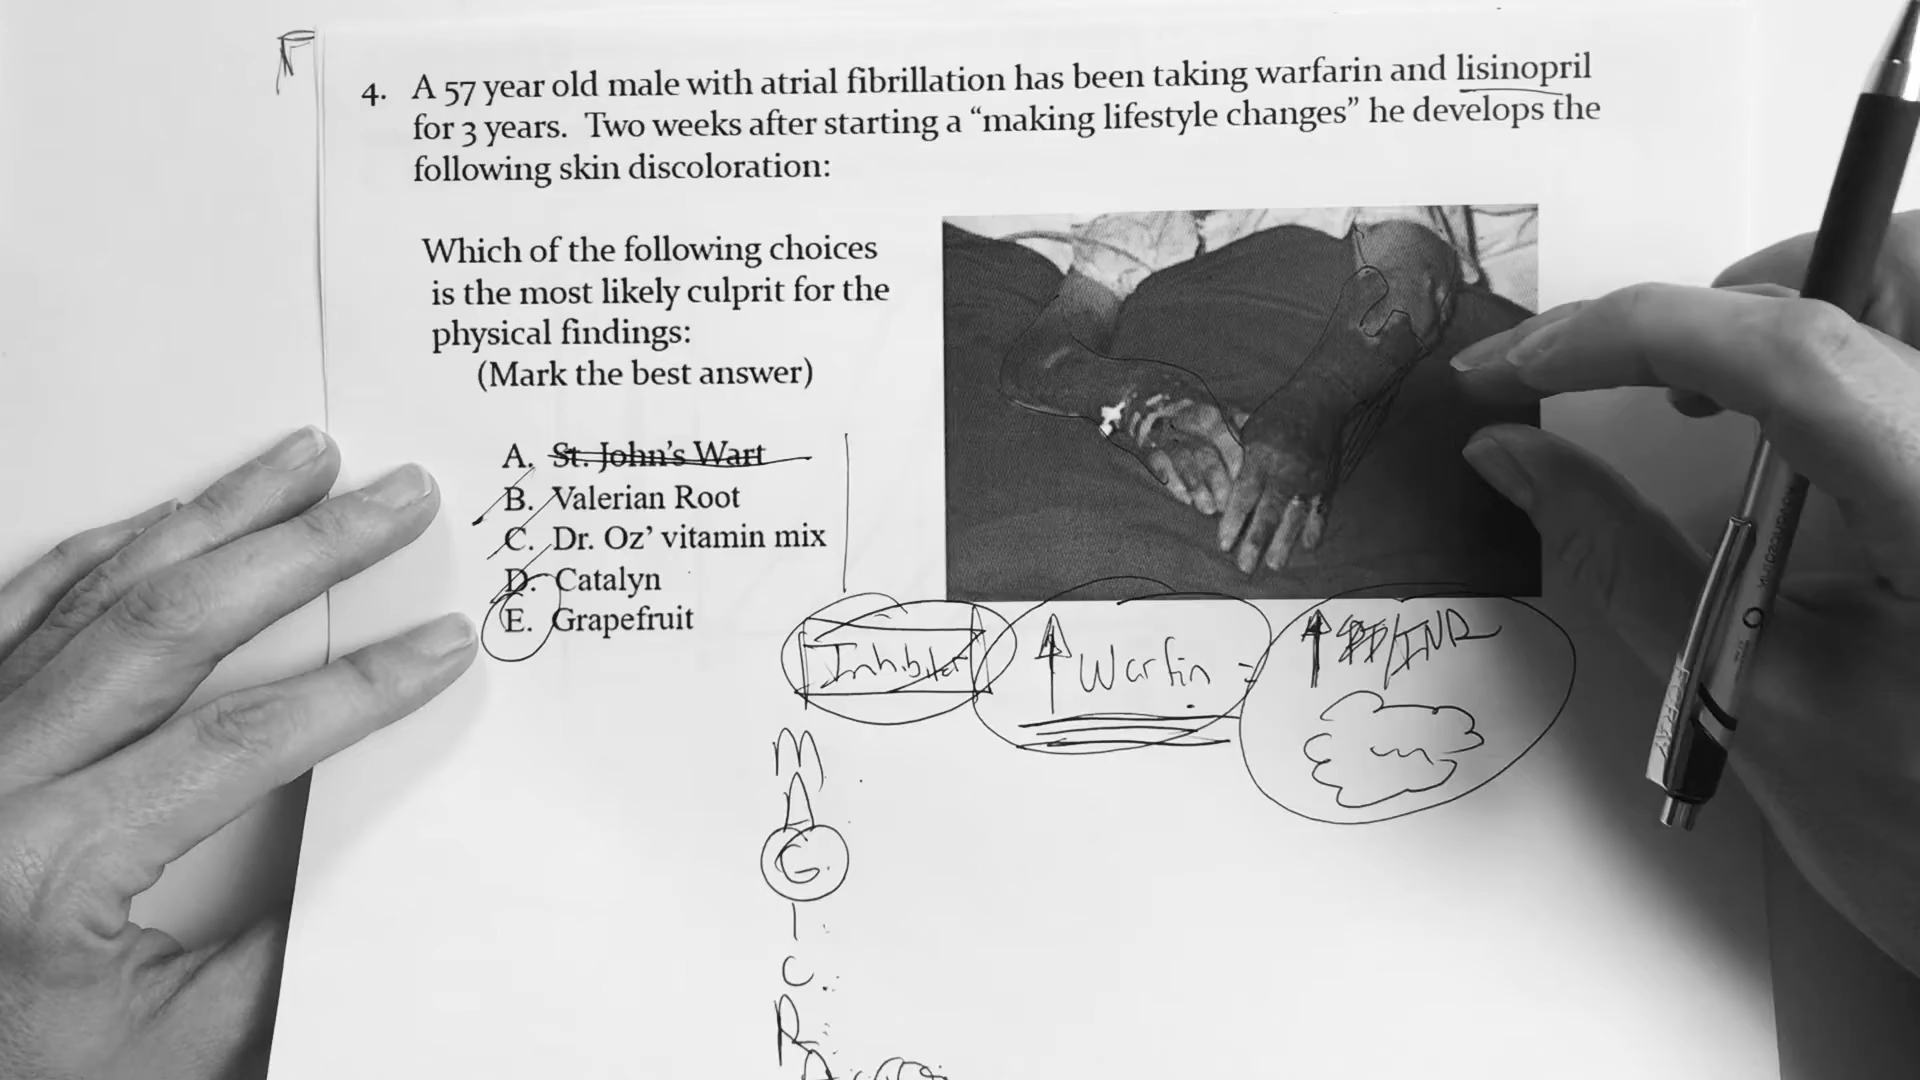 4. A 57 year old male with atrial fibrillation has been taking warfarin and lisinopril
for 3 years. Two weeks after starting a “making lifestyle changes” he develops the
following skin discoloration:
Which of the following choices
is the most likely culprit for the
physical findings:
(Mark the best answer)
A. St. John's Wart
B. Valerian Root
C. Dr. Oz' vitamin mix
D. Catalyn
E. Grapefruit
Inhibitor
↑ Warfin =
↑ PT/INR
M
A
G
I
C
R